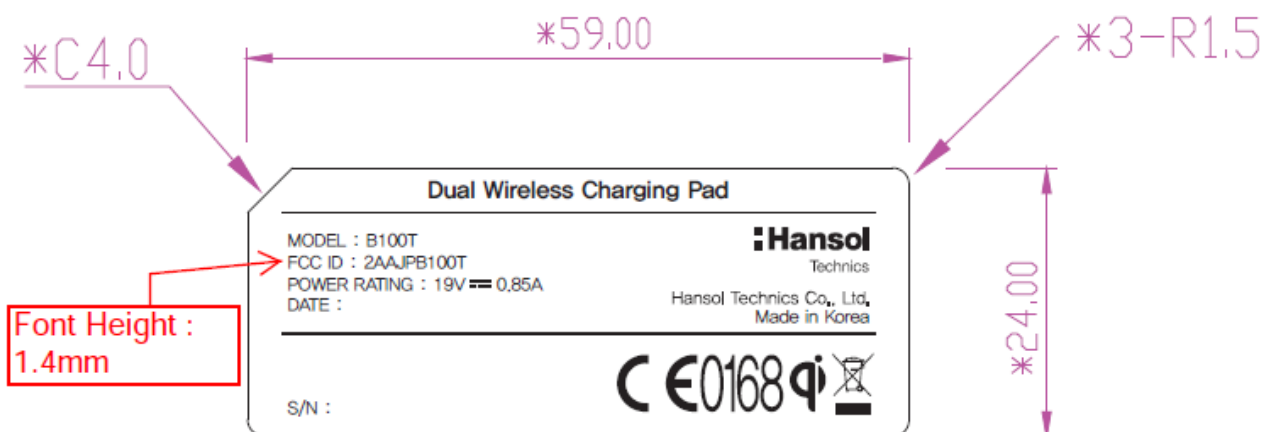 *59.00
*C4.0
*3-R1.5
Dual Wireless Charging Pad
MODEL : B100T
FCC ID : 2AAJPB100T
POWER RATING : 19V 0.85A
DATE :
Hansol
Technics
Hansol Technics Co,, Ltd,
Made in Korea
*24.00
Font Height :
1.4mm
S/N :
CE0168 qi